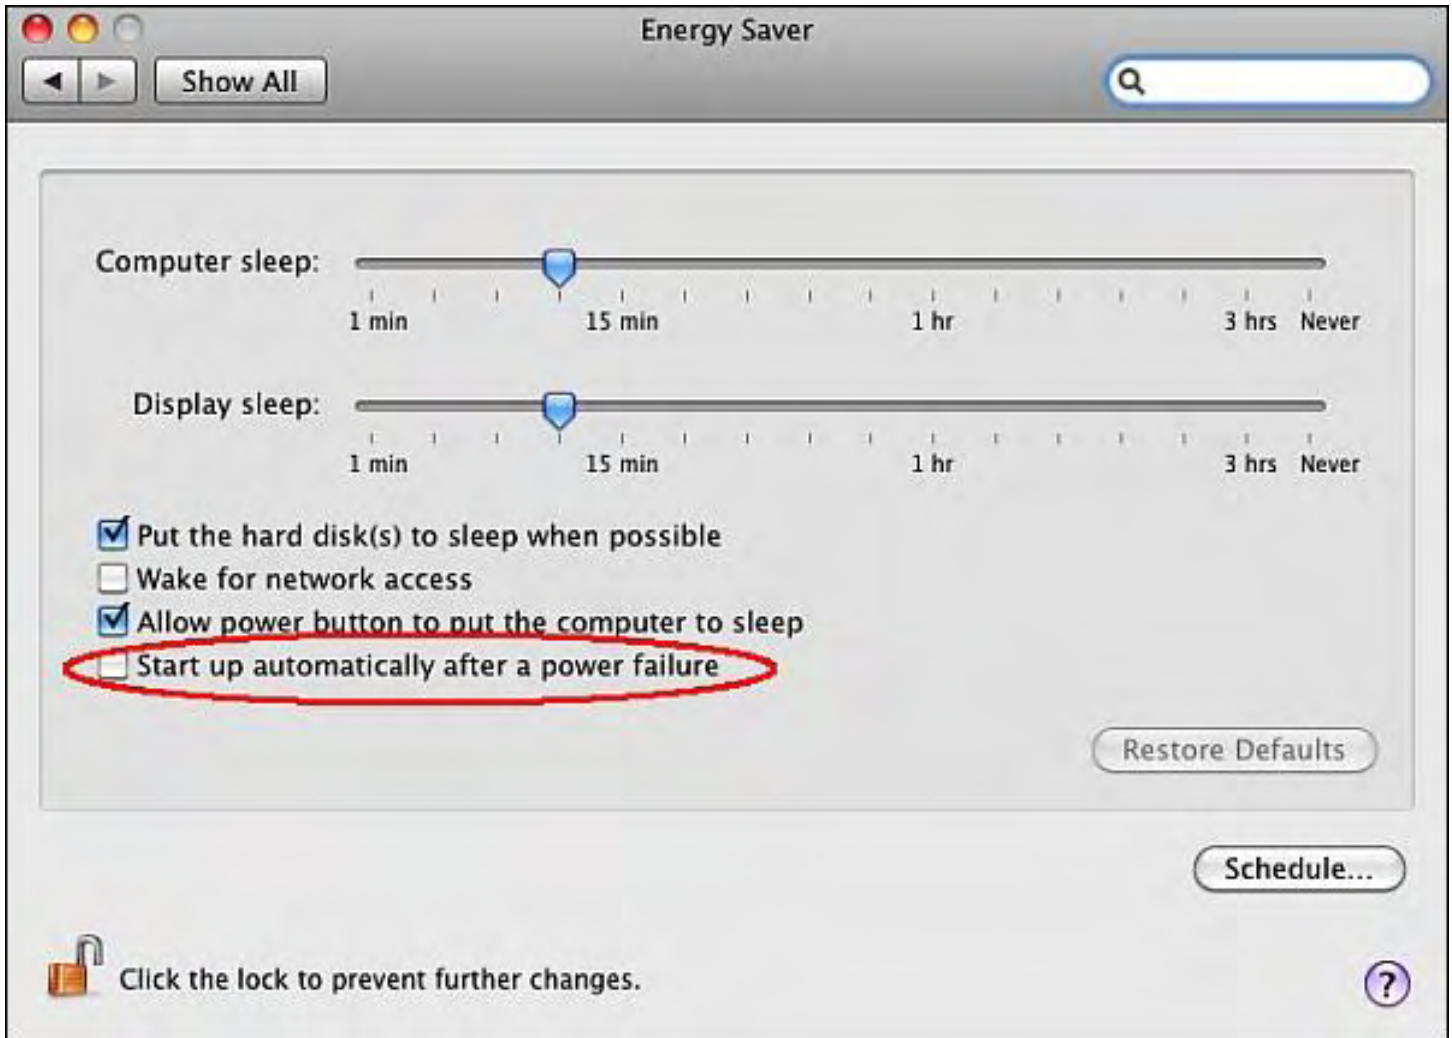 Energy Saver
Show All
Computer sleep:
1 min 15 min 1 hr 3 hrs Never
Display sleep:
1 min 15 min 1 hr 3 hrs Never
Put the hard disk(s) to sleep when possible
Wake for network access
Allow power button to put the computer to sleep
Start up automatically after a power failure
Restore Defaults
Schedule...
Click the lock to prevent further changes.
?